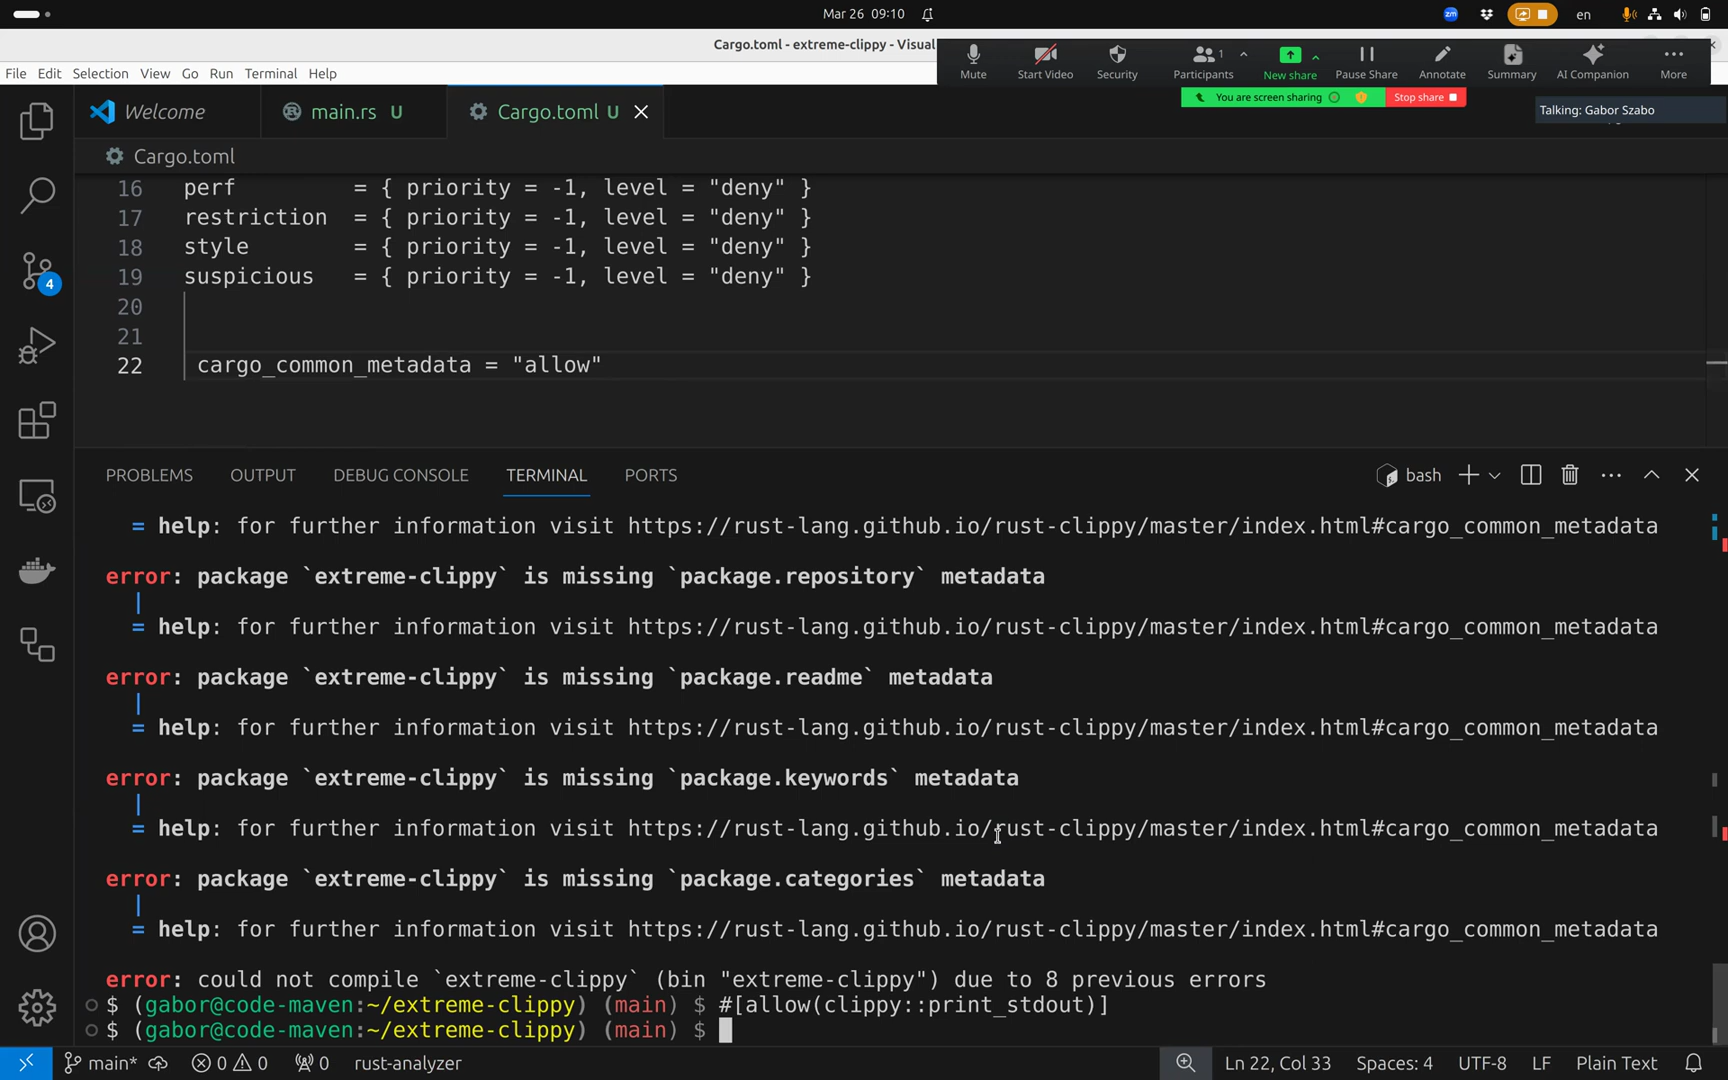 Mar 26 09:10
zm
en
Cargo.toml - extreme-clippy - Visual
File Edit Selection View Go Run Terminal Help
Mute
Start Video
Security
Participants 1
New share
Pause Share
Annotate
Summary
AI Companion
More
You are screen sharing
Stop share
Talking: Gabor Szabo
Welcome
main.rs U
Cargo.toml U
Cargo.toml
16 perf = { priority = -1, level = "deny" }
17 restriction = { priority = -1, level = "deny" }
18 style = { priority = -1, level = "deny" }
19 suspicious = { priority = -1, level = "deny" }
20
21
22 cargo_common_metadata = "allow"
4
PROBLEMS OUTPUT DEBUG CONSOLE TERMINAL PORTS
bash
= help: for further information visit https://rust-lang.github.io/rust-clippy/master/index.html#cargo_common_metadata
error: package `extreme-clippy` is missing `package.repository` metadata
|
= help: for further information visit https://rust-lang.github.io/rust-clippy/master/index.html#cargo_common_metadata
error: package `extreme-clippy` is missing `package.readme` metadata
|
= help: for further information visit https://rust-lang.github.io/rust-clippy/master/index.html#cargo_common_metadata
error: package `extreme-clippy` is missing `package.keywords` metadata
|
= help: for further information visit https://rust-lang.github.io/rust-clippy/master/index.html#cargo_common_metadata
error: package `extreme-clippy` is missing `package.categories` metadata
|
= help: for further information visit https://rust-lang.github.io/rust-clippy/master/index.html#cargo_common_metadata
error: could not compile `extreme-clippy` (bin "extreme-clippy") due to 8 previous errors
$ (gabor@code-maven:~/extreme-clippy) (main) $ #[allow(clippy::print_stdout)]
$ (gabor@code-maven:~/extreme-clippy) (main) $
main* 0 0 0 rust-analyzer
Ln 22, Col 33 Spaces: 4 UTF-8 LF Plain Text